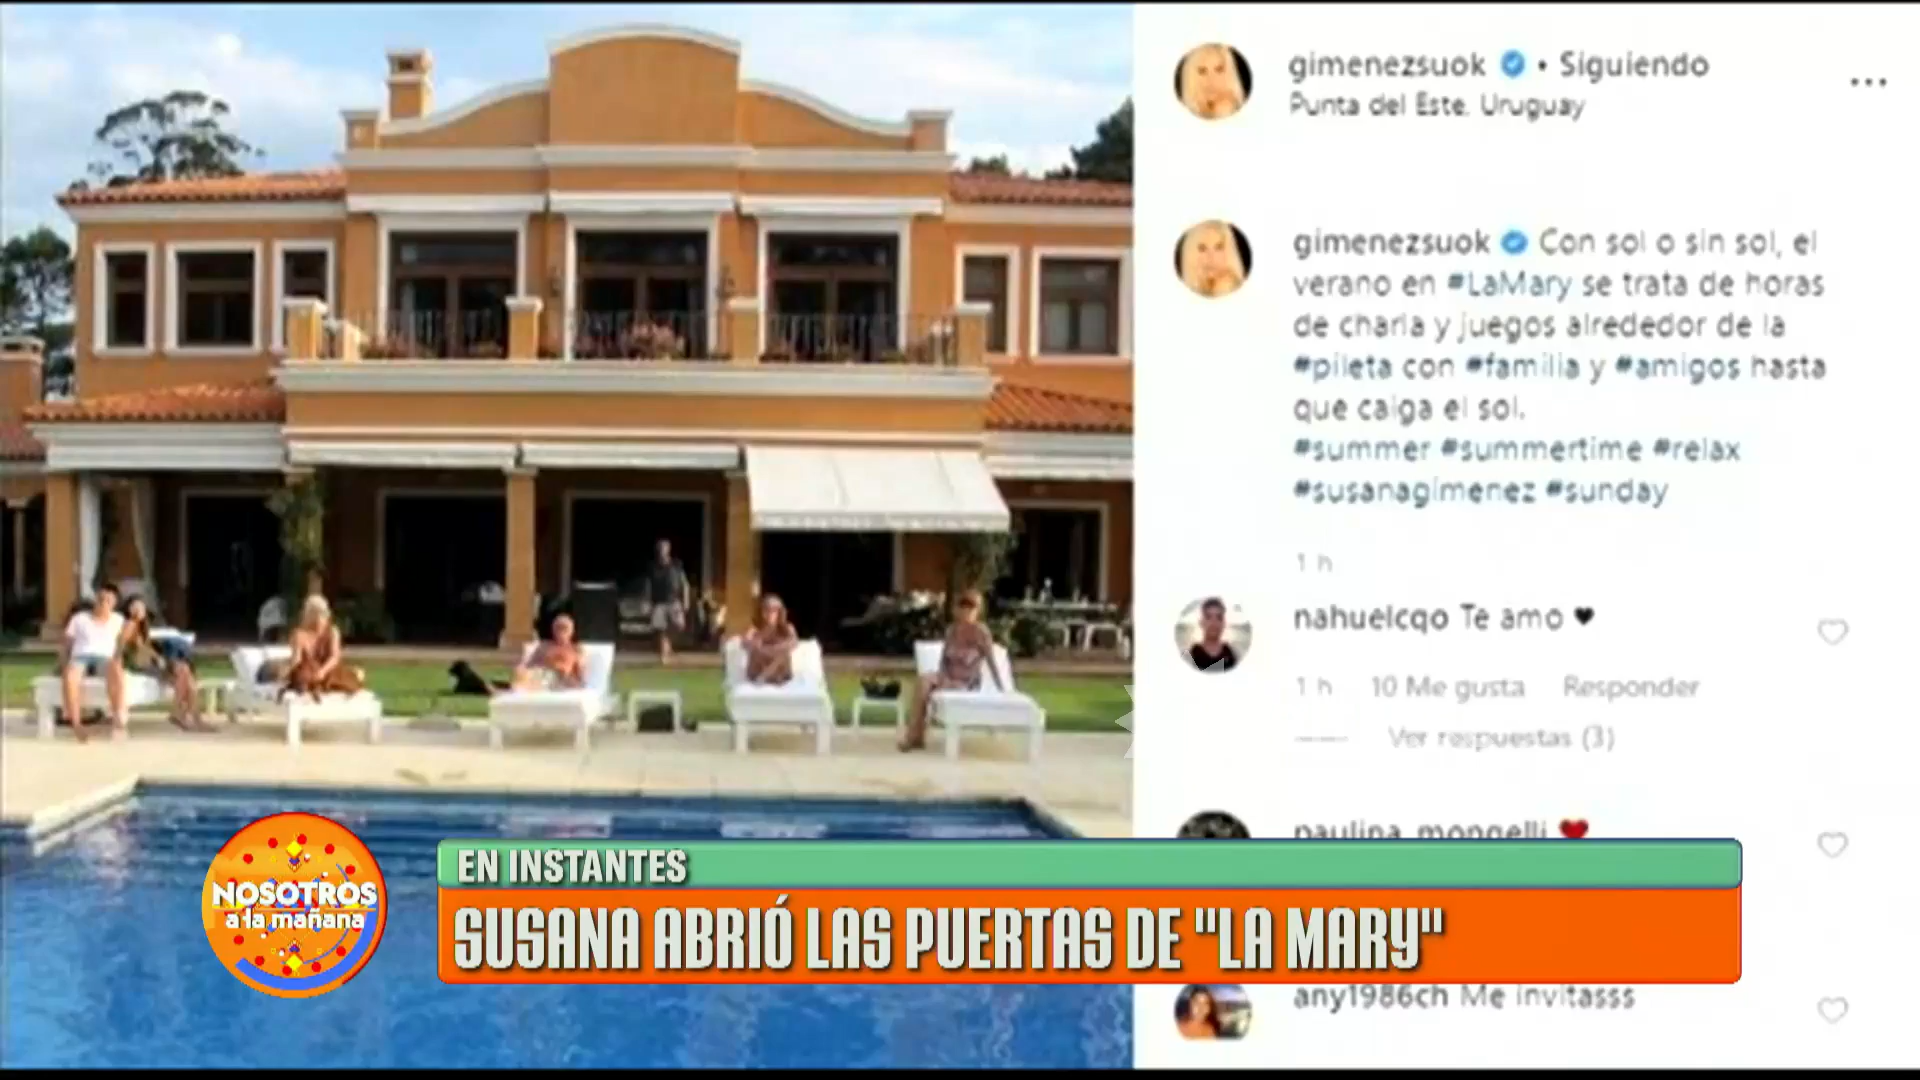 gimenezsuok • Siguiendo
Punta del Este. Uruguay
...
gimenezsuok Con sol o sin sol, el
verano en #LaMary se trata de horas
de charla y juegos alrededor de la
#pileta con #familia y #amigos hasta
que caiga el sol.
#summer #summertime #relax
#susanagimenez #sunday
1 h
nahuelcqo Te amo ♥
1 h 10 Me gusta Responder
Ver respuestas (3)
paulina_mongelli ❤
EN INSTANTES
NOSOTROS
a la mañana
SUSANA ABRIÓ LAS PUERTAS DE "LA MARY"
any1986ch Me invitasss